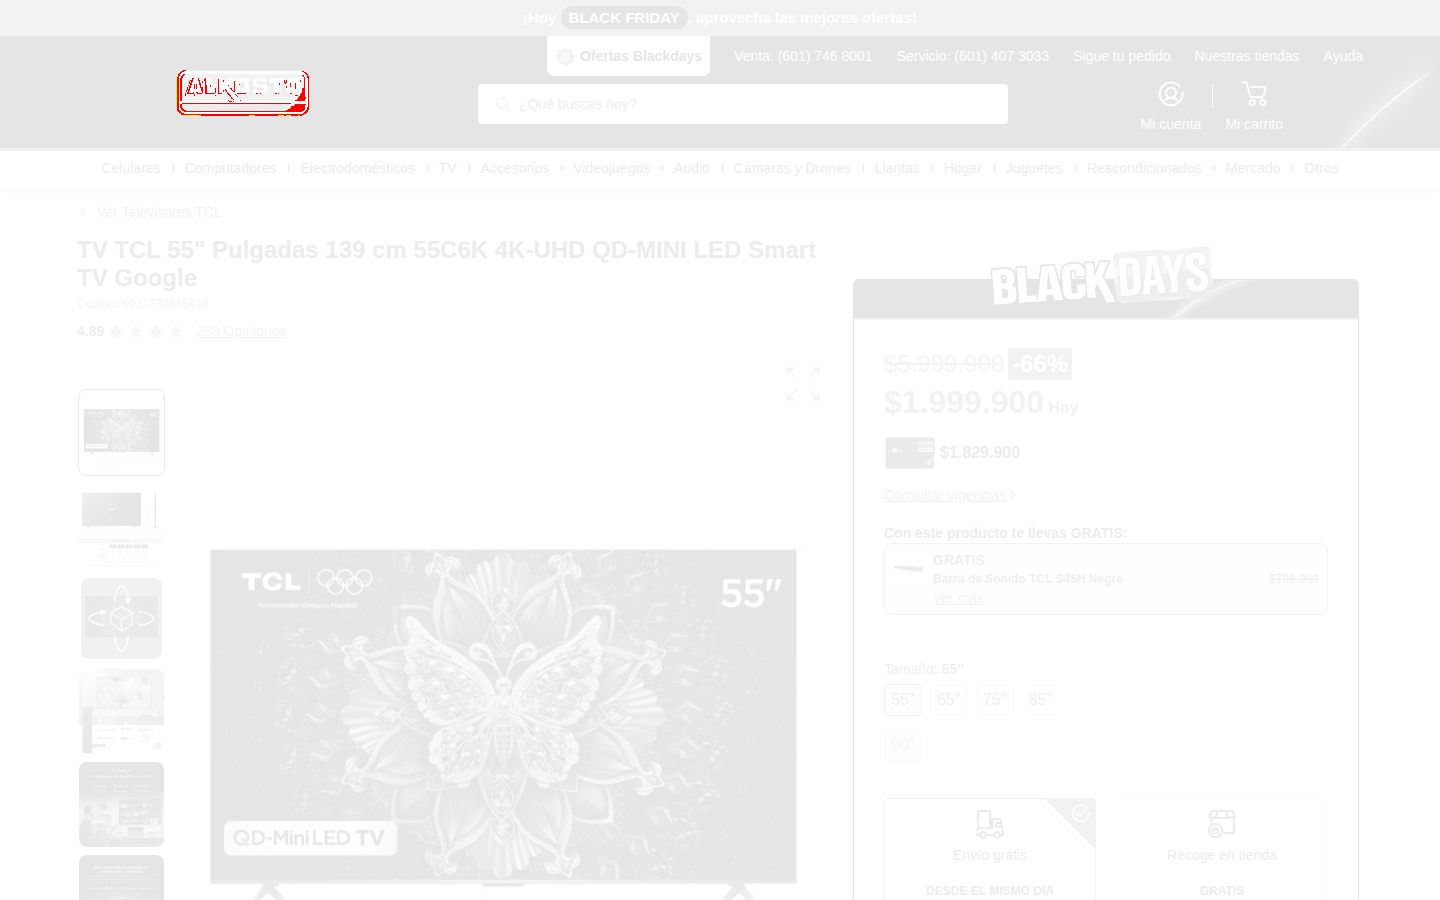 ¡Hoy BLACK FRIDAY, aprovecha las mejores ofertas!
Ofertas Blackdays
Venta: (601) 746 8001
Servicio: (601) 407 3033
Sigue tu pedido
Nuestras tiendas
Ayuda
¿Qué buscas hoy?
Mi cuenta
Mi carrito
Celulares
Computadores
Electrodomésticos
TV
Accesorios
Videojuegos
Audio
Cámaras y Drones
Llantas
Hogar
Juguetes
Reacondicionados
Mercado
Otros
Ver Televisores TCL
TV TCL 55" Pulgadas 139 cm 55C6K 4K-UHD QD-MINI LED Smart
TV Google
Código: 6921732845438
4.89
230 Opiniones
TCL
55"
QD-Mini LED TV
BLACK DAYS
$5.999.900 -66%
$1.999.900 Hoy
$1.829.900
Consultar vigencias
Con este producto te llevas GRATIS:
GRATIS
Barra de Sonido TCL S45H Negro
$799.900
Ver más
Tamaño: 55"
55" 65" 75" 85"
98"
Envío gratis
DESDE EL MISMO DIA
Recoge en tienda
GRATIS